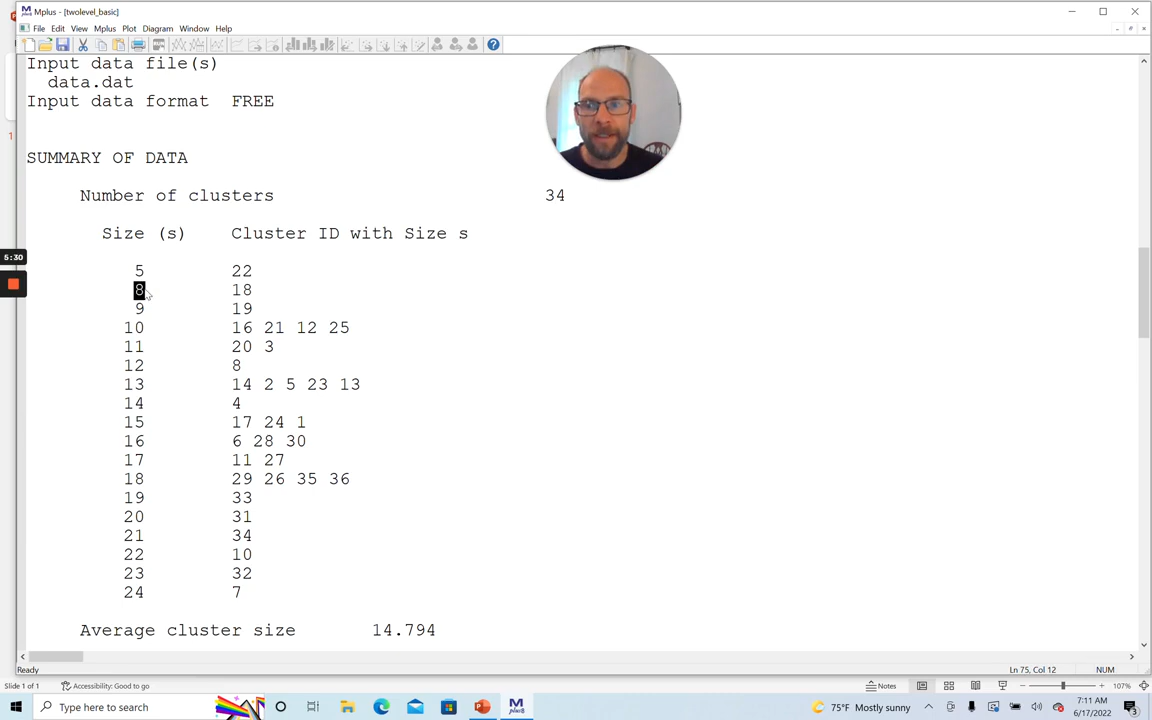 Mplus - [twolevel_basic]
File Edit View Mplus Plot Diagram Window Help
Input data file(s)
data.dat
Input data format FREE
1
SUMMARY OF DATA
Number of clusters 34
Size (s) Cluster ID with Size s
5:30
5 22
8 18
9 19
10 16 21 12 25
11 20 3
12 8
13 14 2 5 23 13
14 4
15 17 24 1
16 6 28 30
17 11 27
18 29 26 35 36
19 33
20 31
21 34
22 10
23 32
24 7
Average cluster size 14.794
Ready Ln 75, Col 12 NUM
Slide 1 of 1 Accessibility: Good to go Notes 107%
Type here to search 75°F Mostly sunny 7:11 AM
6/17/2022 3